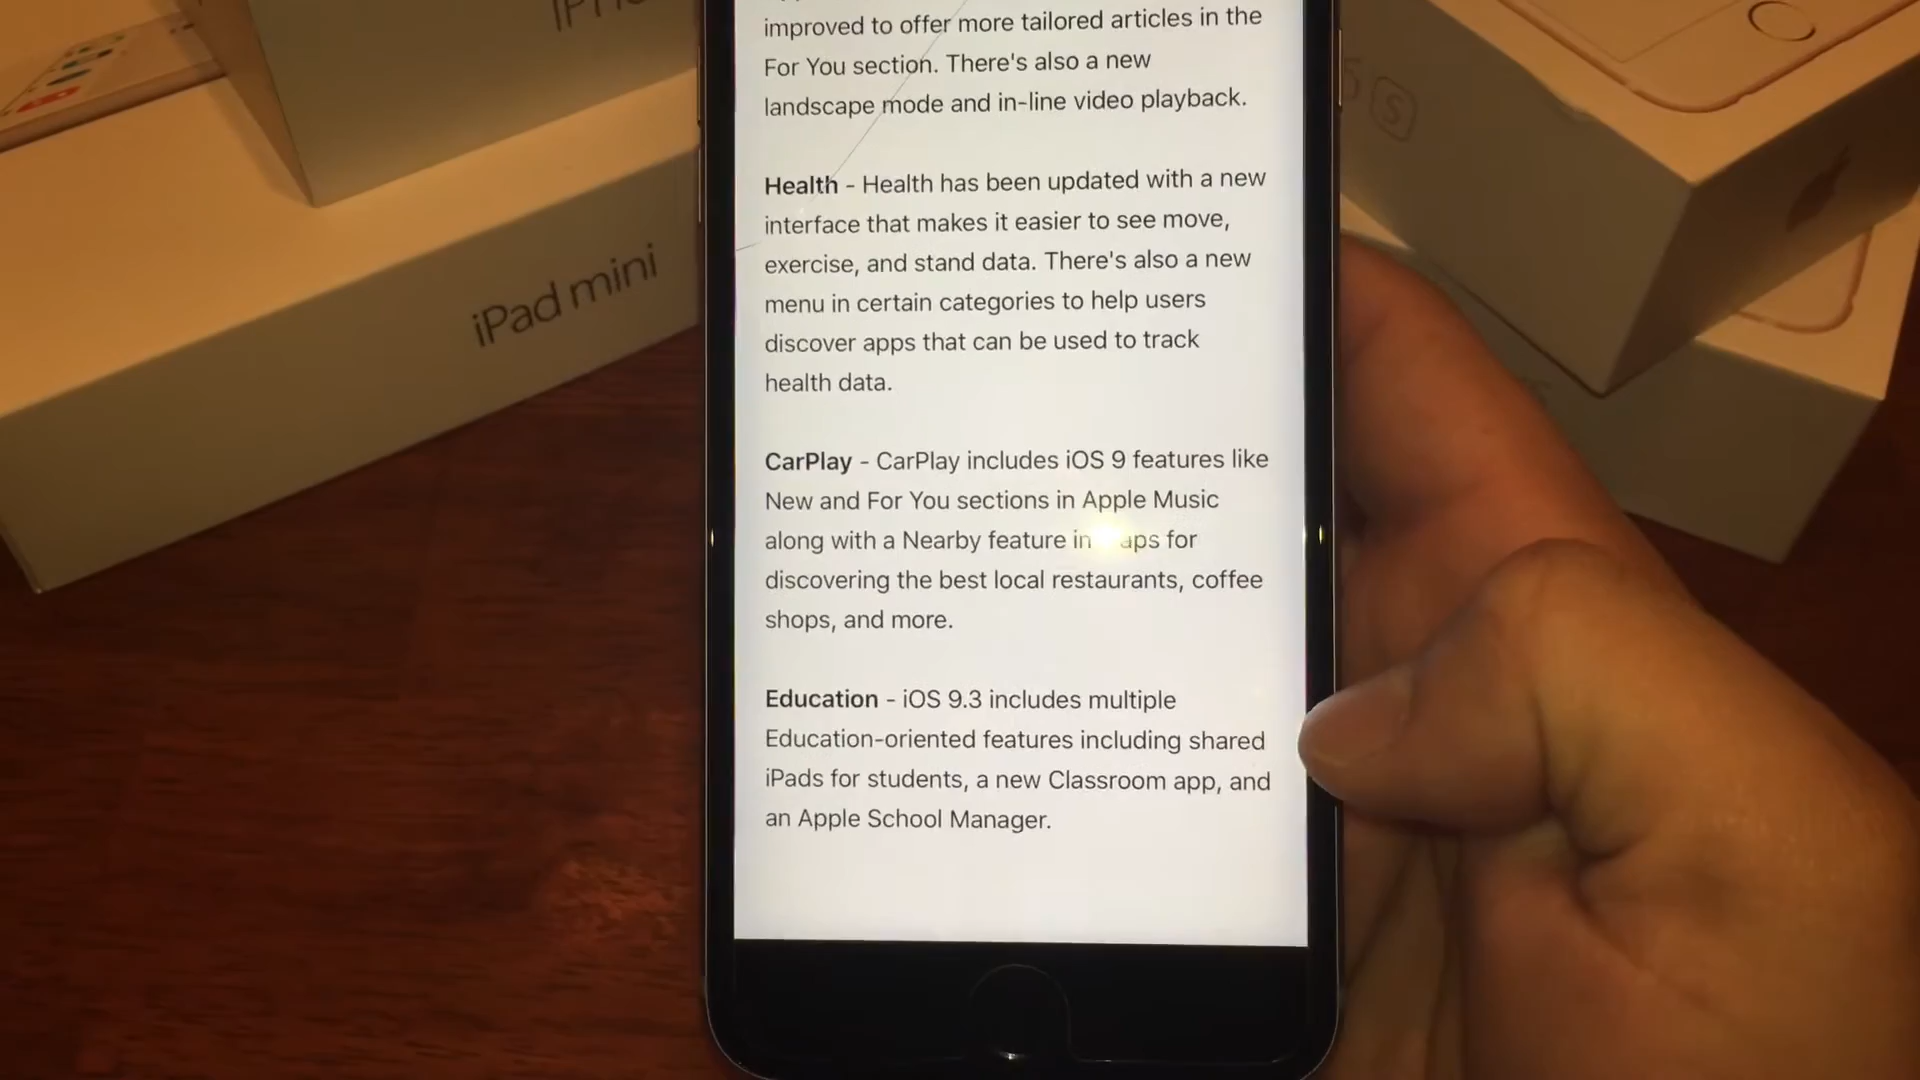 iPad mini
S
improved to offer more tailored articles in the
For You section. There's also a new
landscape mode and in-line video playback.
Health - Health has been updated with a new
interface that makes it easier to see move,
exercise, and stand data. There's also a new
menu in certain categories to help users
discover apps that can be used to track
health data.
CarPlay - CarPlay includes iOS 9 features like
New and For You sections in Apple Music
along with a Nearby feature in for
discovering the best local restaurants, coffee
shops, and more.
Education - iOS 9.3 includes multiple
Education-oriented features including shared
iPads for students, a new Classroom app, and
an Apple School Manager.